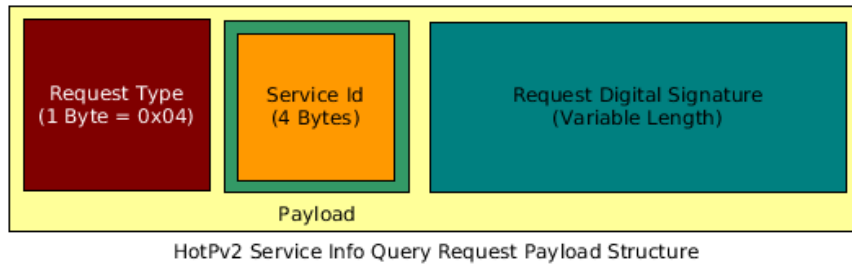 Request Type
(1 Byte = 0x04)
Service Id
(4 Bytes)
Request Digital Signature
(Variable Length)
Payload
HotPv2 Service Info Query Request Payload Structure